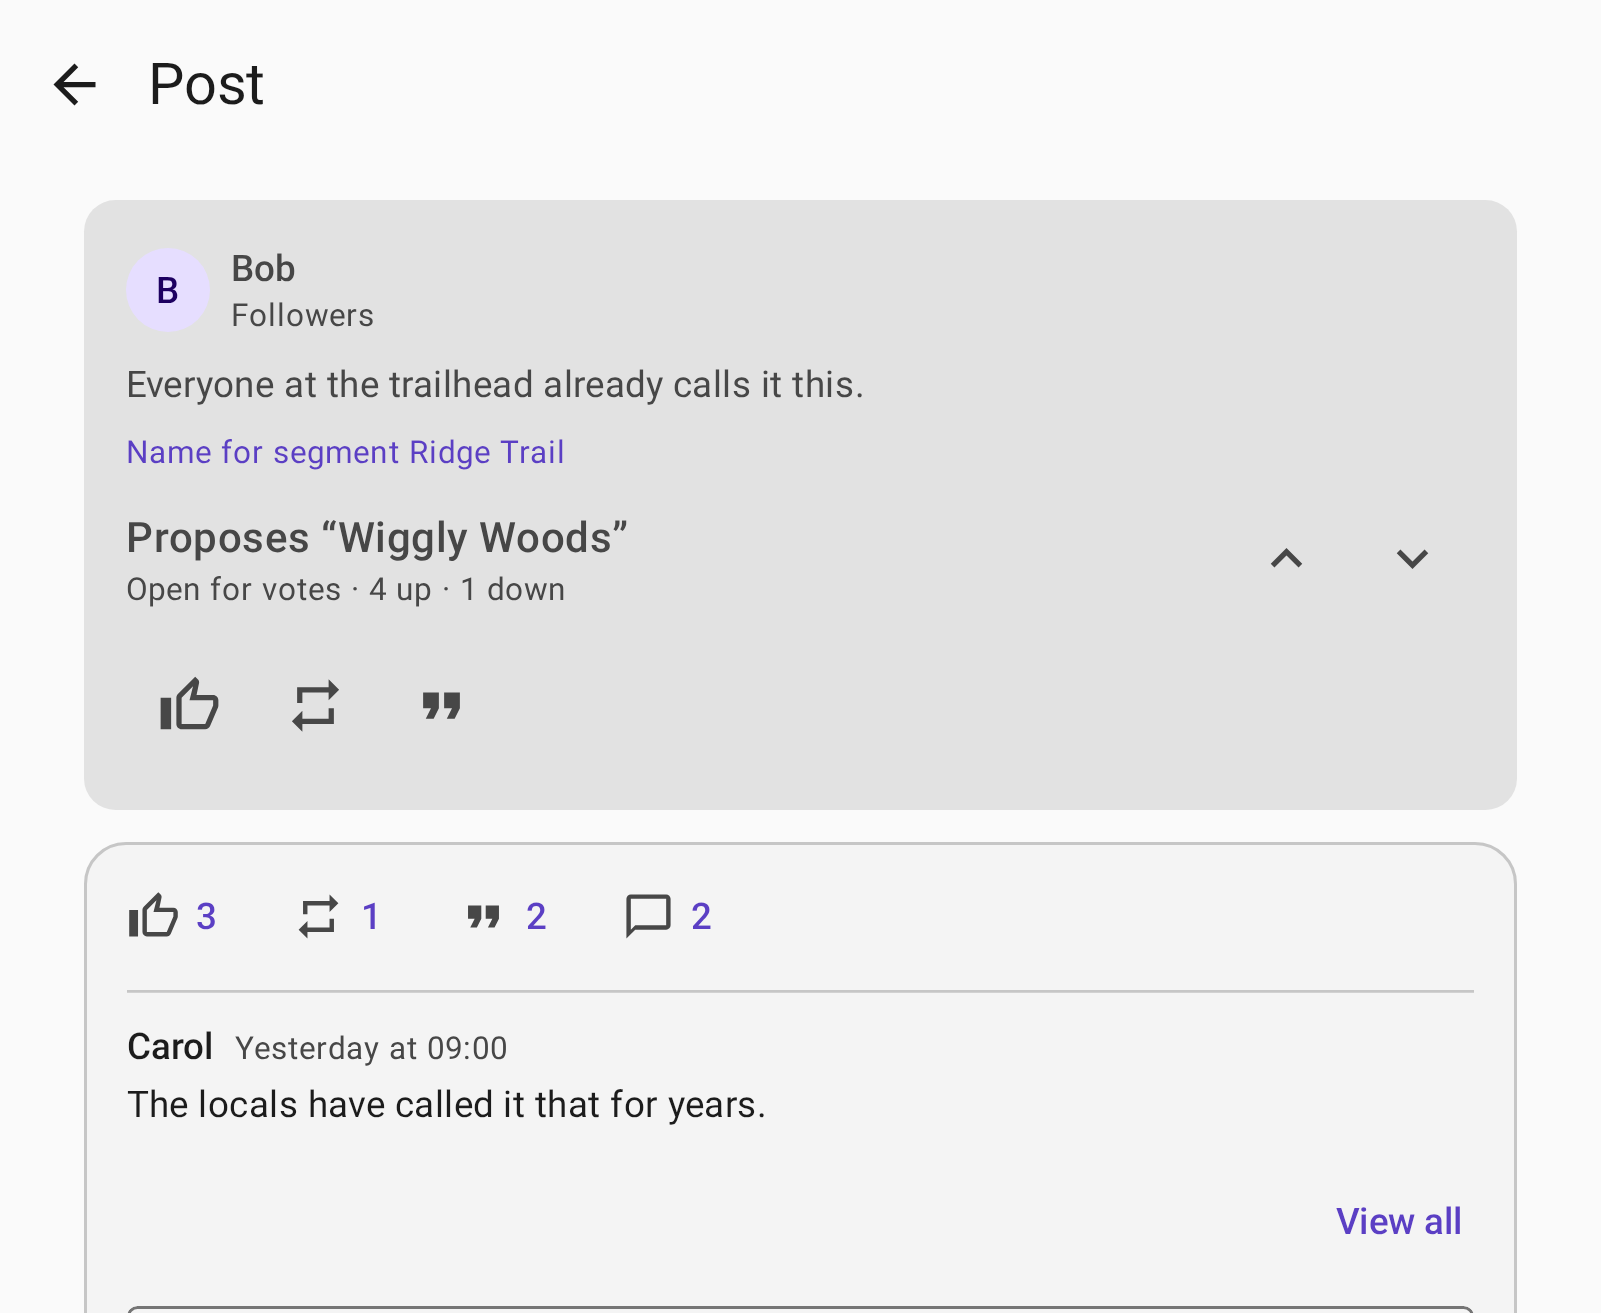 Post
B
Bob
Followers
Everyone at the trailhead already calls it this.
Name for segment Ridge Trail
Proposes “Wiggly Woods”
Open for votes · 4 up · 1 down
3 1 2 2
Carol Yesterday at 09:00
The locals have called it that for years.
View all